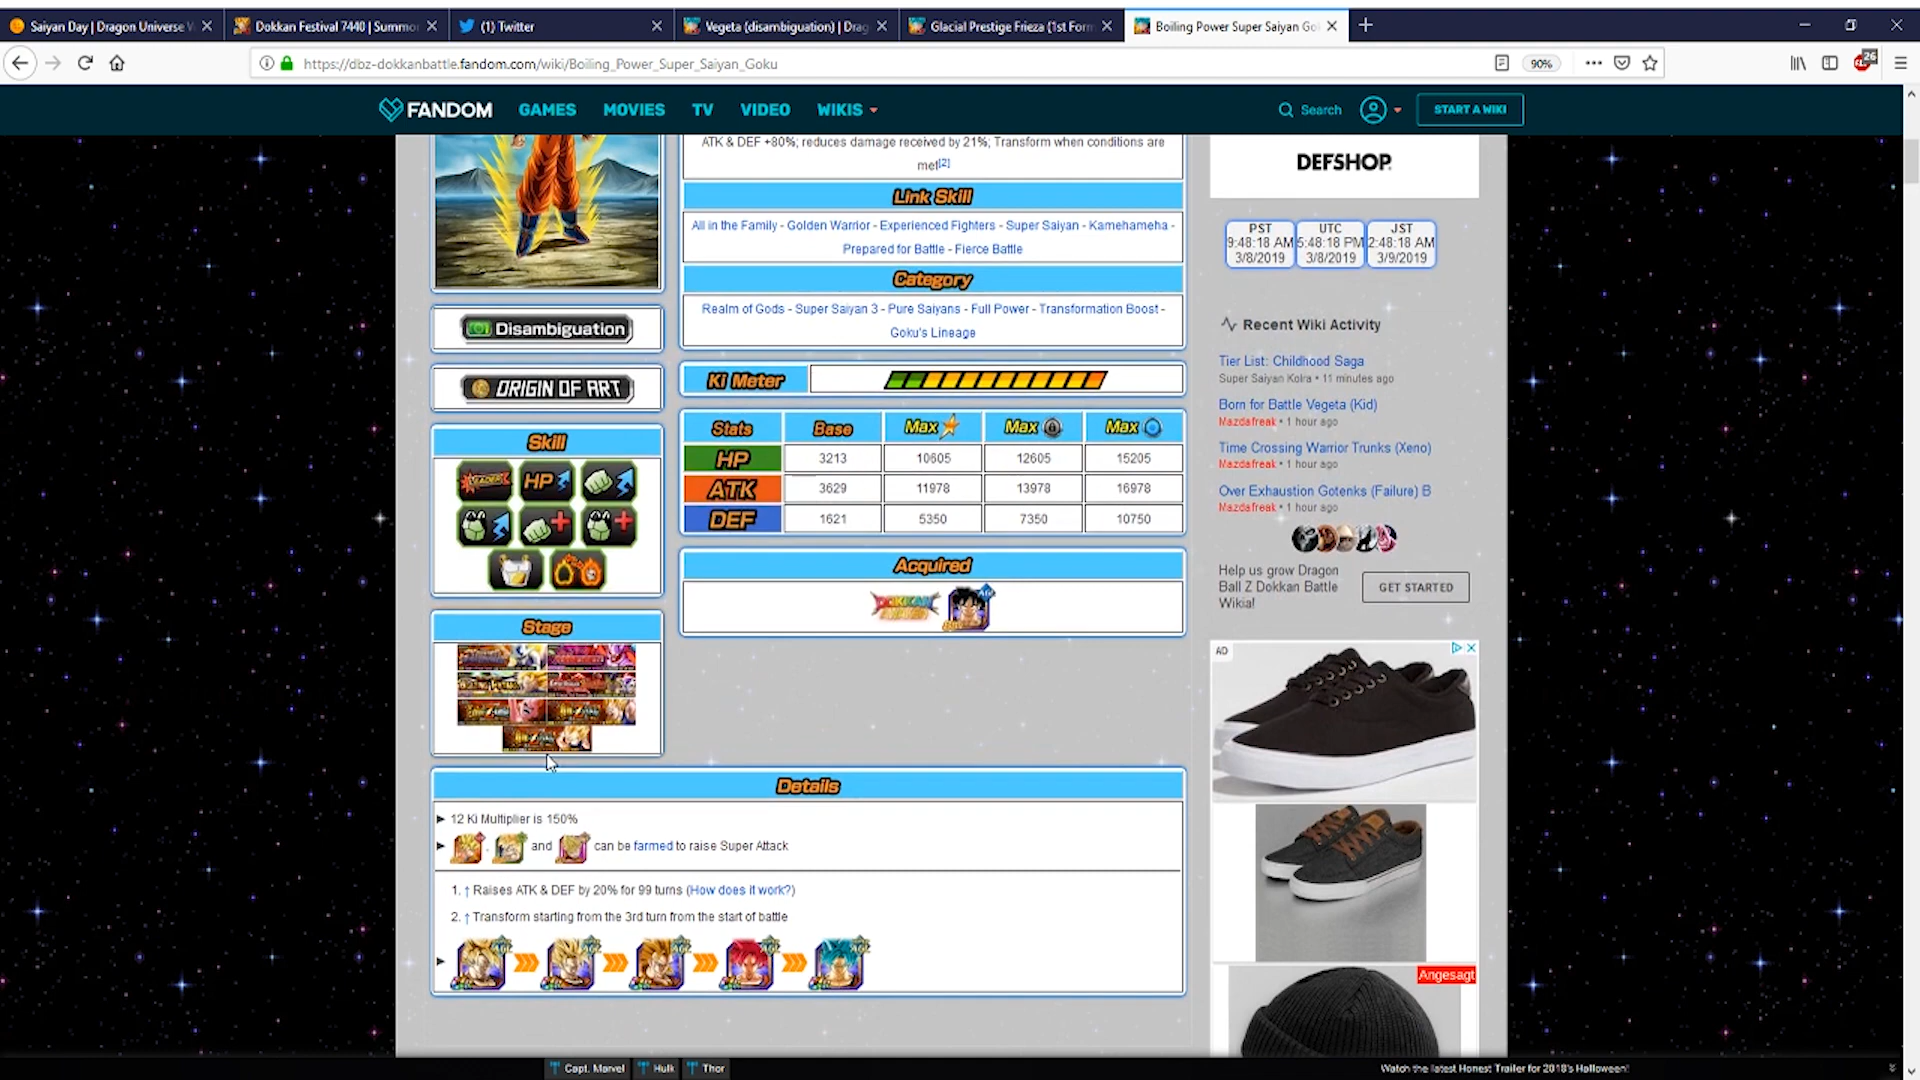 Saiyan Day | Dragon Universe W
Dokkan Festival 7440 | Summo
(1) Twitter
Vegeta (disambiguation) | Drag
Glacial Prestige Frieza (1st Form
Boiling Power Super Saiyan Go
https://dbz-dokkanbattle.fandom.com/wiki/Boiling_Power_Super_Saiyan_Goku
90%
26
FANDOM
GAMES
MOVIES
TV
VIDEO
WIKIS
Search
START A WIKI
ATK & DEF +80%; reduces damage received by 21%; Transform when conditions are
met[2]
Link Skill
All in the Family - Golden Warrior - Experienced Fighters - Super Saiyan - Kamehameha -
Prepared for Battle - Fierce Battle
Category
Realm of Gods - Super Saiyan 3 - Pure Saiyans - Full Power - Transformation Boost -
Goku's Lineage
Disambiguation
ORIGIN OF ART
Ki Meter
Skill
LEADER
HP
Stats Base Max Max Max
HP 3213 10605 12605 15205
ATK 3629 11978 13978 16978
DEF 1621 5350 7350 10750
Acquired
DOKKAN
AGL
Stage
Details
12 Ki Multiplier is 150%
, and can be farmed to raise Super Attack
1. ↑ Raises ATK & DEF by 20% for 99 turns (How does it work?)
2. ↑ Transform starting from the 3rd turn from the start of battle
AGL AGL AGL AGL AGL
DEFSHOP.
PST UTC JST
9:48:18 AM 5:48:18 PM 2:48:18 AM
3/8/2019 3/8/2019 3/9/2019
Recent Wiki Activity
Tier List: Childhood Saga
Super Saiyan Kolra • 11 minutes ago
Born for Battle Vegeta (Kid)
Mazdafreak • 1 hour ago
Time Crossing Warrior Trunks (Xeno)
Mazdafreak • 1 hour ago
Over Exhaustion Gotenks (Failure) B
Mazdafreak • 1 hour ago
Help us grow Dragon
Ball Z Dokkan Battle
Wikia!
GET STARTED
AD
Angesagt
Capt. Marvel
Hulk
Thor
Watch the latest Honest Trailer for 2018's Halloween!